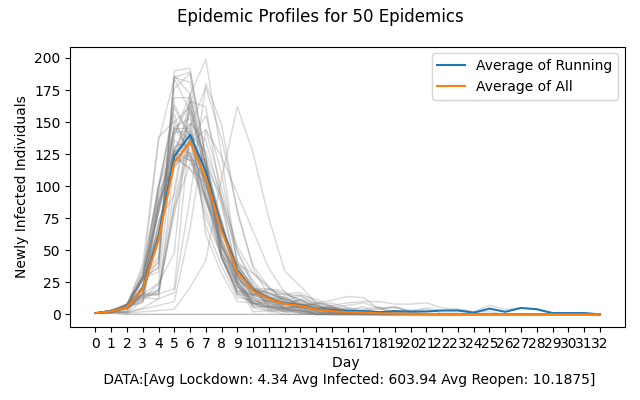 Epidemic Profiles for 50 Epidemics
Average of Running
Average of All
Newly Infected Individuals
200
175
150
125
100
75
50
25
0
0 1 2 3 4 5 6 7 8 9 10 11 12 13 14 15 16 17 18 19 20 21 22 23 24 25 26 27 28 29 30 31 32
Day
DATA:[Avg Lockdown: 4.34 Avg Infected: 603.94 Avg Reopen: 10.1875]